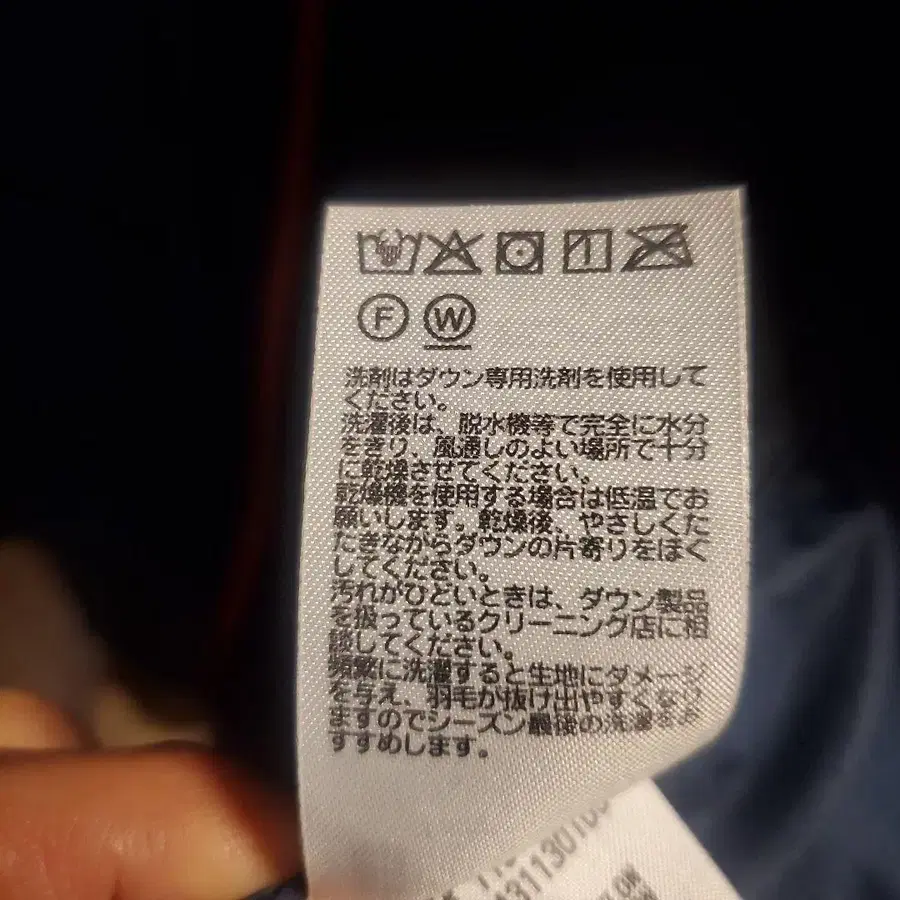 F W
洗剤はダウン専用洗剤を使用して
ください。
洗濯後は、脱水機等で完全に水分
をきり、風通しのよい場所で十分
に乾燥させてください。
乾燥機を使用する場合は低温でお
願いします。乾燥後、やさしくた
たきながらダウンの片寄りをほぐ
してください。
汚れがひどいときは、ダウン製品
を扱っているクリーニング店に相
談してください。
頻繁に洗濯すると生地にダメージ
を与え、羽毛が抜け出やすくなり
ますのでシーズン最後の洗濯をお
すすめします。